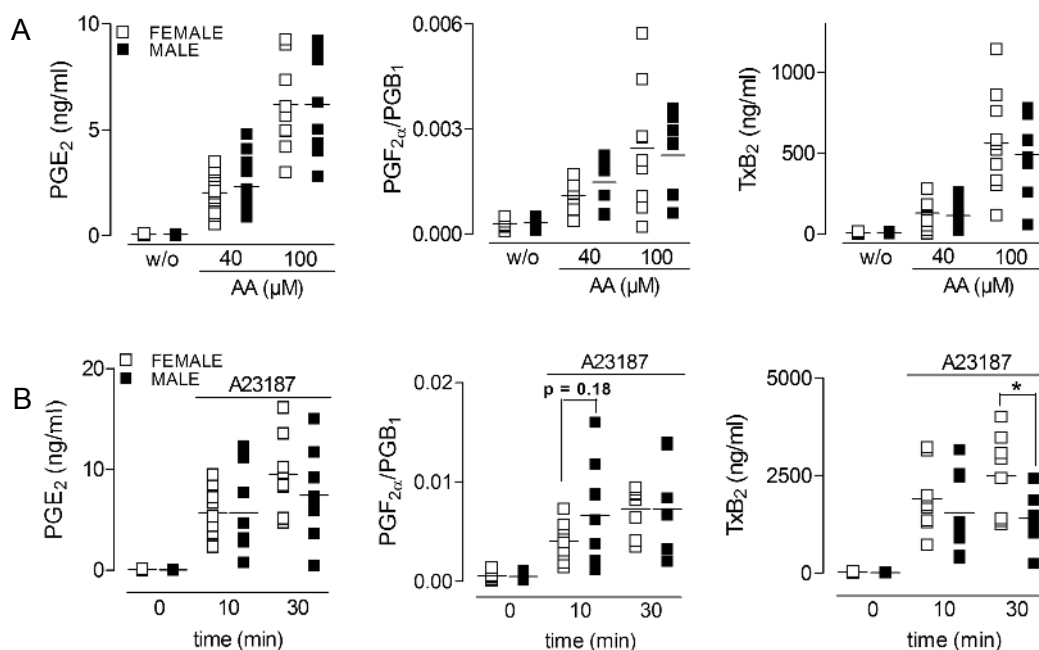 A
FEMALE
MALE
PGE2 (ng/ml)
10
5
0
w/o
40
100
AA (µM)
PGF2α/PGB1
0.006
0.003
0.000
w/o
40
100
AA (µM)
TxB2 (ng/ml)
1000
500
0
w/o
40
100
AA (µM)
B
FEMALE
MALE
A23187
PGE2 (ng/ml)
20
10
0
0
10
30
time (min)
A23187
p = 0.18
PGF2α/PGB1
0.02
0.01
0.00
0
10
30
time (min)
A23187
*
TxB2 (ng/ml)
5000
2500
0
0
10
30
time (min)